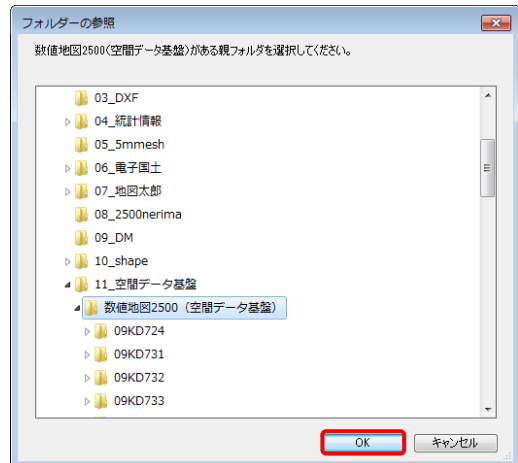 フォルダーの参照
数値地図2500(空間データ基盤)がある親フォルダを選択してください。
03_DXF
04_統計情報
05_5mmesh
06_電子国土
07_地図太郎
08_2500nerima
09_DM
10_shape
11_空間データ基盤
数値地図2500（空間データ基盤）
09KD724
09KD731
09KD732
09KD733
OK
キャンセル